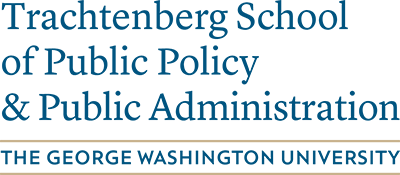 Trachtenberg School
of Public Policy
& Public Administration
THE GEORGE WASHINGTON UNIVERSITY